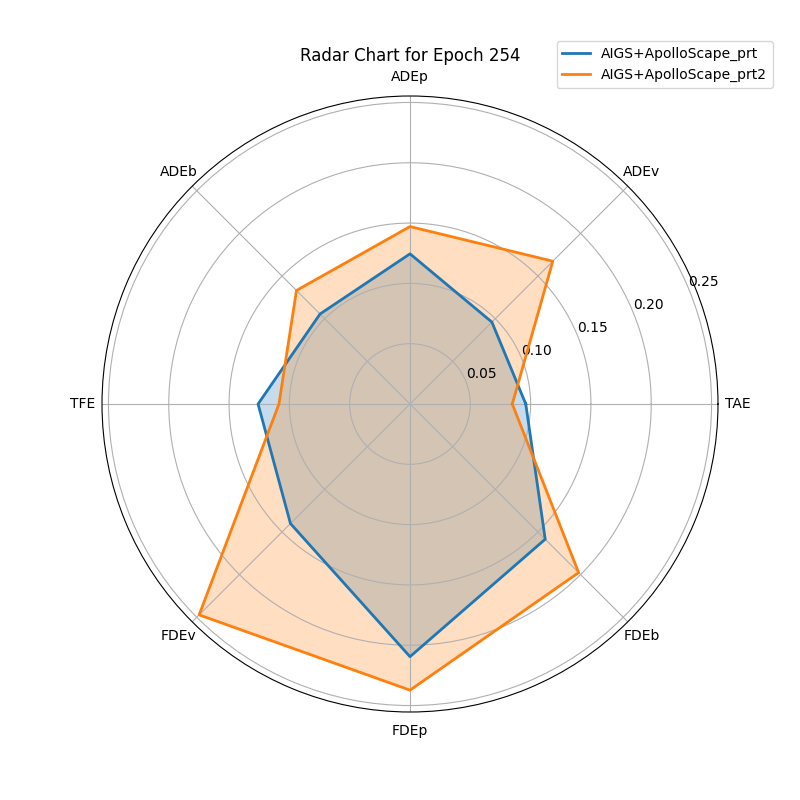 Radar Chart for Epoch 254
AIGS+ApolloScape_prt
AIGS+ApolloScape_prt2
ADEp
ADEb
ADEv
0.25
0.20
0.15
0.10
0.05
TFE
TAE
FDEv
FDEb
FDEp